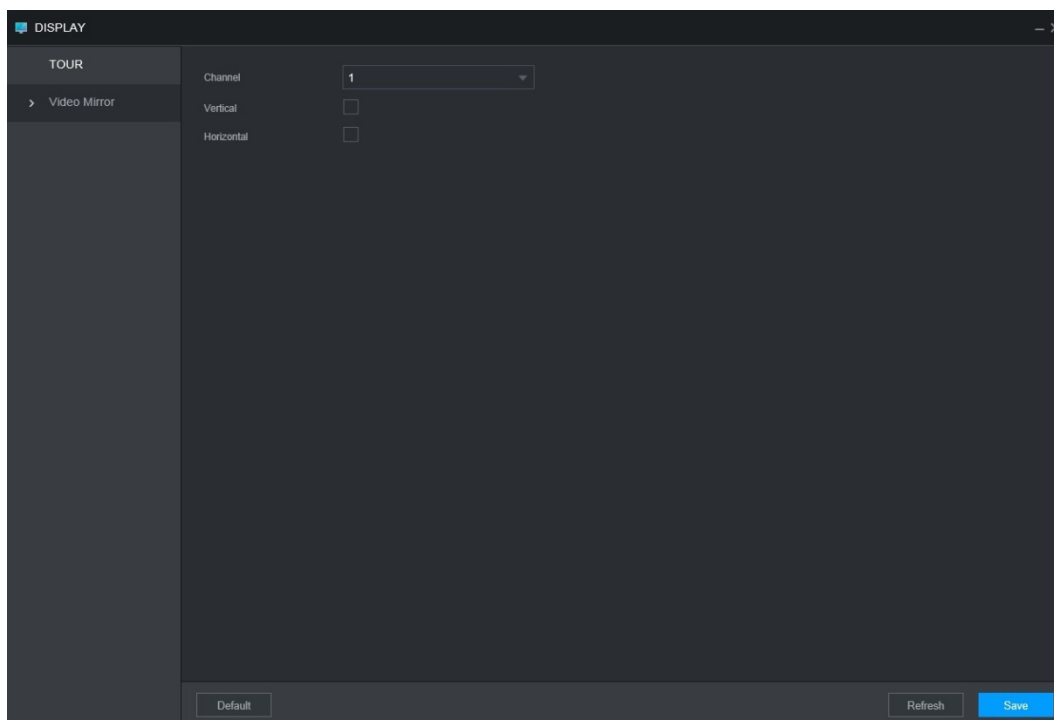 DISPLAY
TOUR
Video Mirror
Channel 1
Vertical
Horizontal
Default Refresh Save